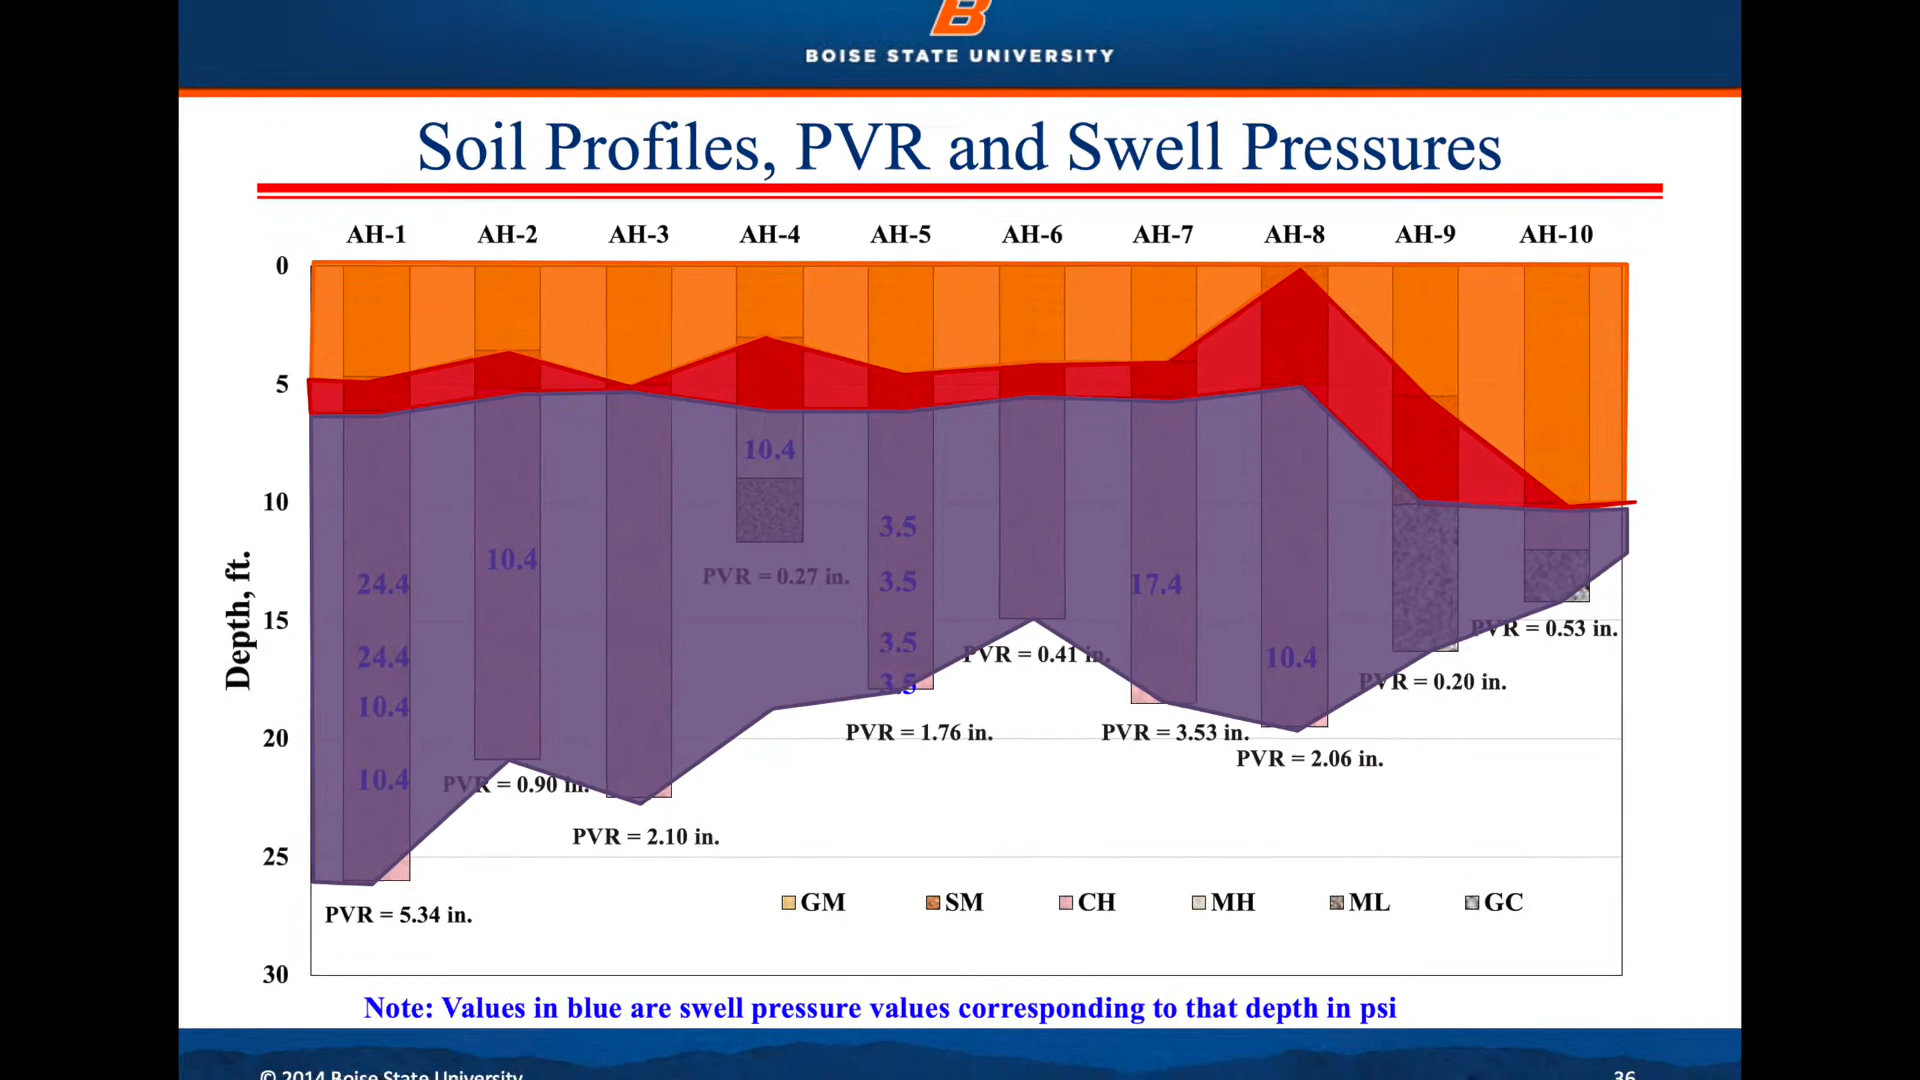 B
BOISE STATE UNIVERSITY
Soil Profiles, PVR and Swell Pressures
AH-1 AH-2 AH-3 AH-4 AH-5 AH-6 AH-7 AH-8 AH-9 AH-10
0
5
10
15
20
25
30
Depth, ft.
10.4
3.5
10.4
PVR = 0.27 in.
24.4
3.5
17.4
PVR = 0.53 in.
24.4
3.5
PVR = 0.41 in.
10.4
3.5
PVR = 0.20 in.
10.4
PVR = 1.76 in.
PVR = 3.53 in.
PVR = 2.06 in.
10.4
PVR = 0.90 in.
PVR = 2.10 in.
PVR = 5.34 in.
GM SM CH MH ML GC
Note: Values in blue are swell pressure values corresponding to that depth in psi
© 2014 Boise State University
36